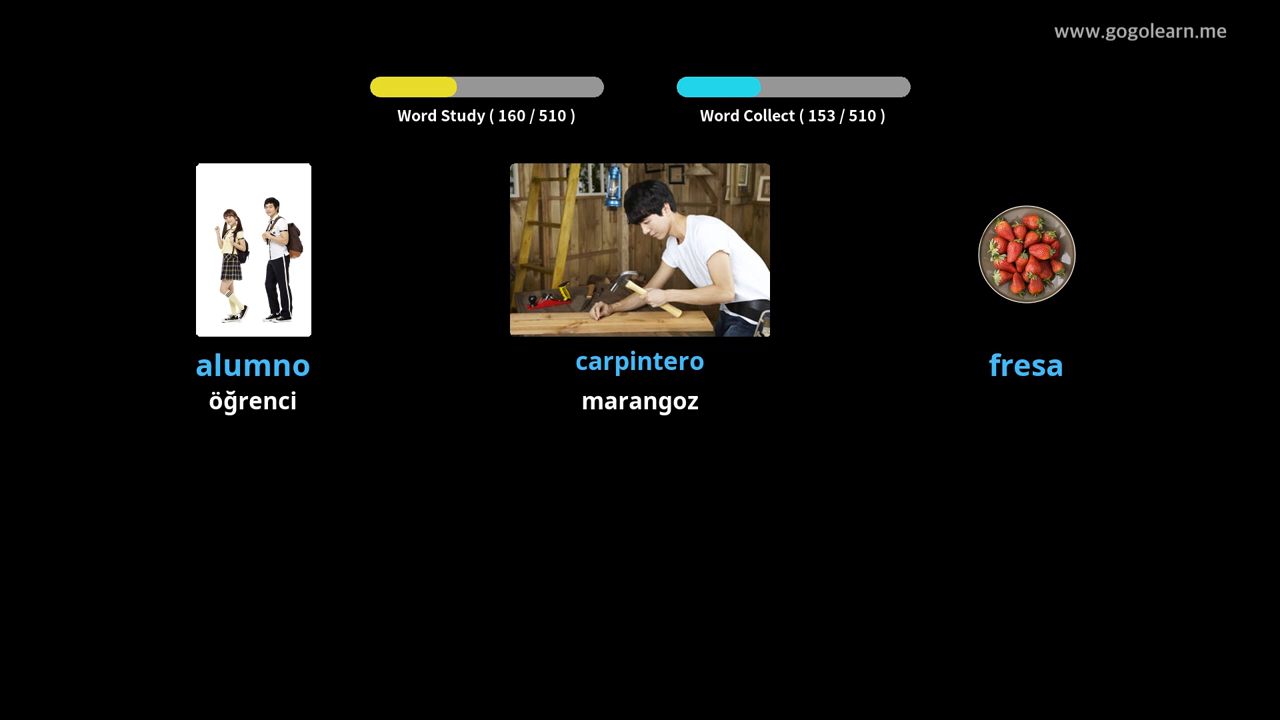 www.gogolearn.me
Word Study ( 160 / 510 )
Word Collect ( 153 / 510 )
alumno
öğrenci
carpintero
marangoz
fresa